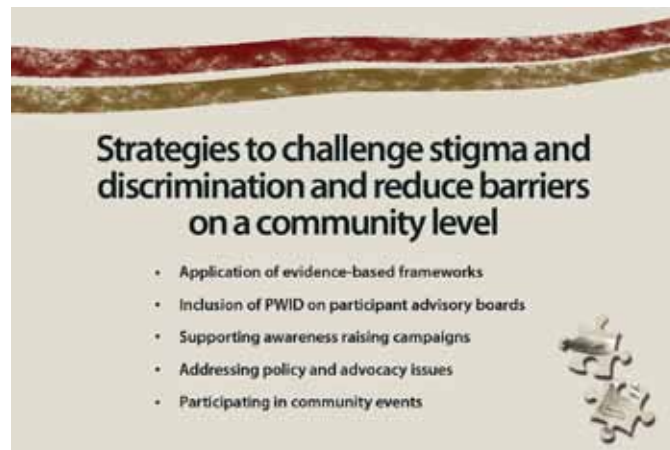 Strategies to challenge stigma and
discrimination and reduce barriers
on a community level
• Application of evidence-based frameworks
• Inclusion of PWID on participant advisory boards
• Supporting awareness raising campaigns
• Addressing policy and advocacy issues
• Participating in community events